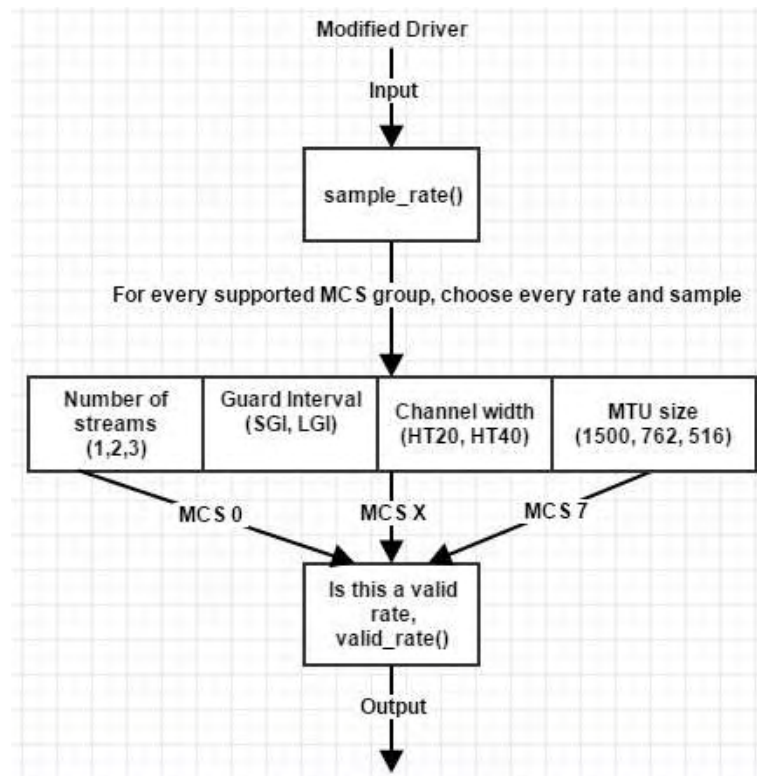 Modified Driver
Input
sample_rate()
For every supported MCS group, choose every rate and sample
Number of
streams
(1,2,3)
Guard Interval
(SGI, LGI)
Channel width
(HT20, HT40)
MTU size
(1500, 762, 516)
MCS 0
MCS X
MCS 7
Is this a valid
rate,
valid_rate()
Output